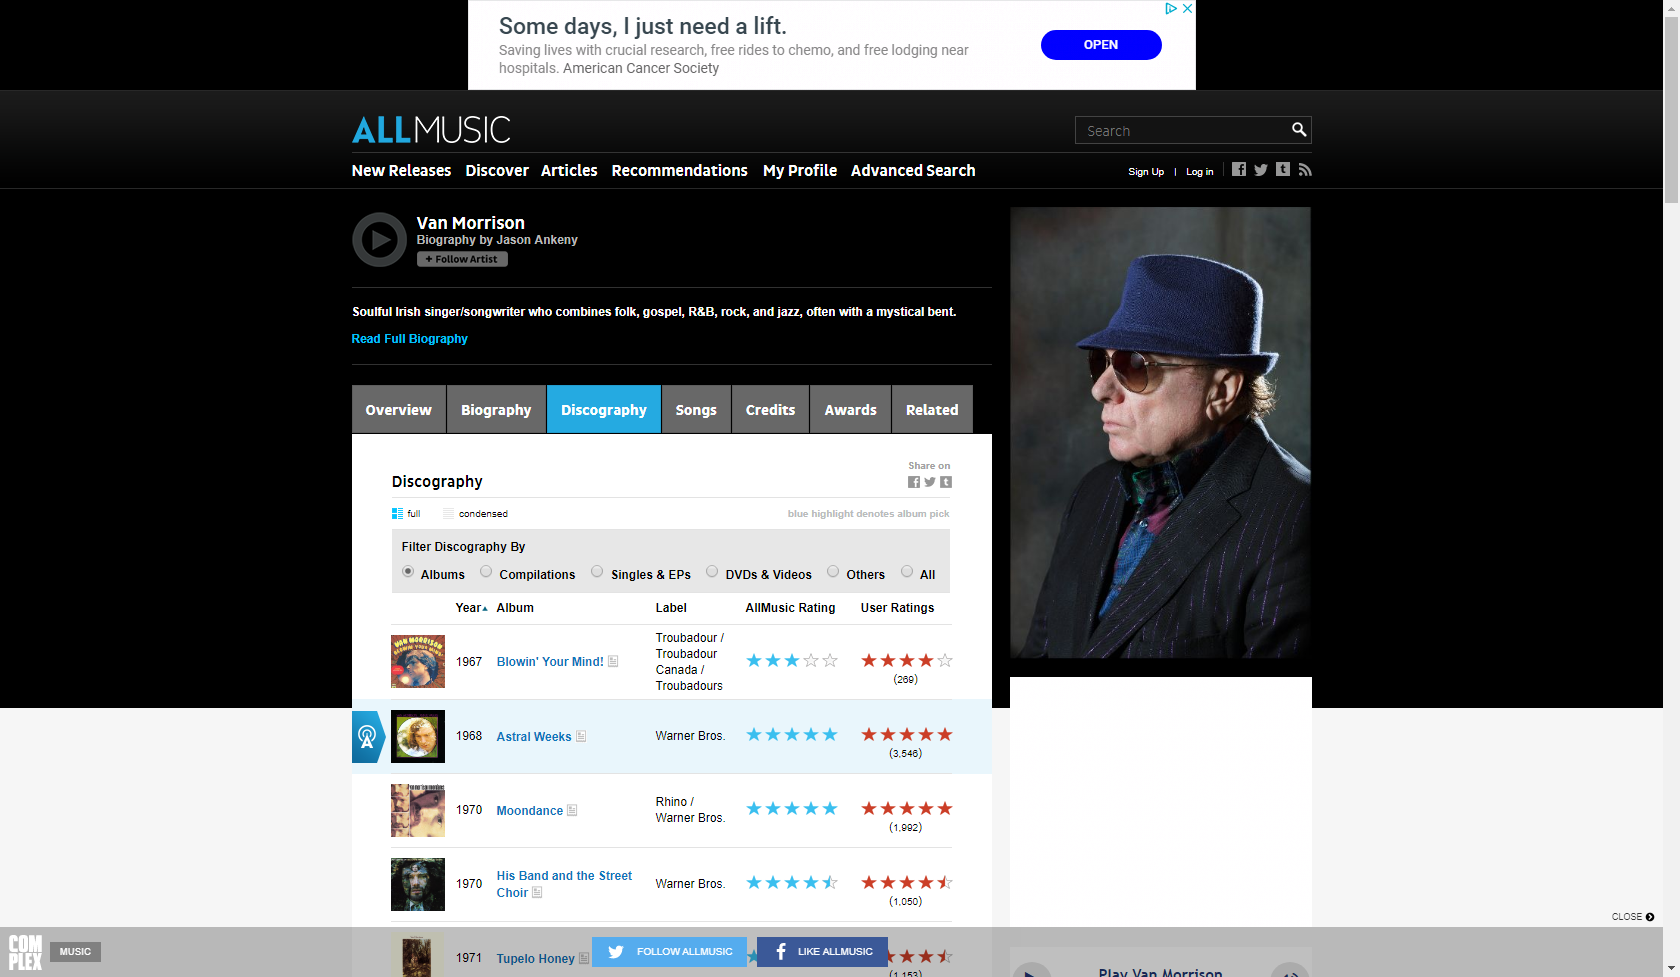 Some days, I just need a lift.
Saving lives with crucial research, free rides to chemo, and free lodging near
hospitals. American Cancer Society
OPEN
ALLMUSIC
Search
New Releases Discover Articles Recommendations My Profile Advanced Search
Sign Up | Log in
Van Morrison
Biography by Jason Ankeny
+ Follow Artist
Soulful Irish singer/songwriter who combines folk, gospel, R&B, rock, and jazz, often with a mystical bent.
Read Full Biography
Overview Biography Discography Songs Credits Awards Related
Share on
Discography
full condensed blue highlight denotes album pick
Filter Discography By
Albums Compilations Singles & EPs DVDs & Videos Others All
Year Album Label AllMusic Rating User Ratings
VAN MORRISON
BLOWIN' YOUR MIND!
1967 Blowin' Your Mind!
Troubadour /
Troubadour
Canada /
Troubadours
(269)
1968 Astral Weeks Warner Bros.
(3,546)
1970 Moondance
Rhino /
Warner Bros.
(1,992)
1970 His Band and the Street
Choir
Warner Bros.
(1,050)
CLOSE
COMPLEX
MUSIC
1971 Tupelo Honey
FOLLOW ALLMUSIC
LIKE ALLMUSIC
(1,153)
Play Van Morrison